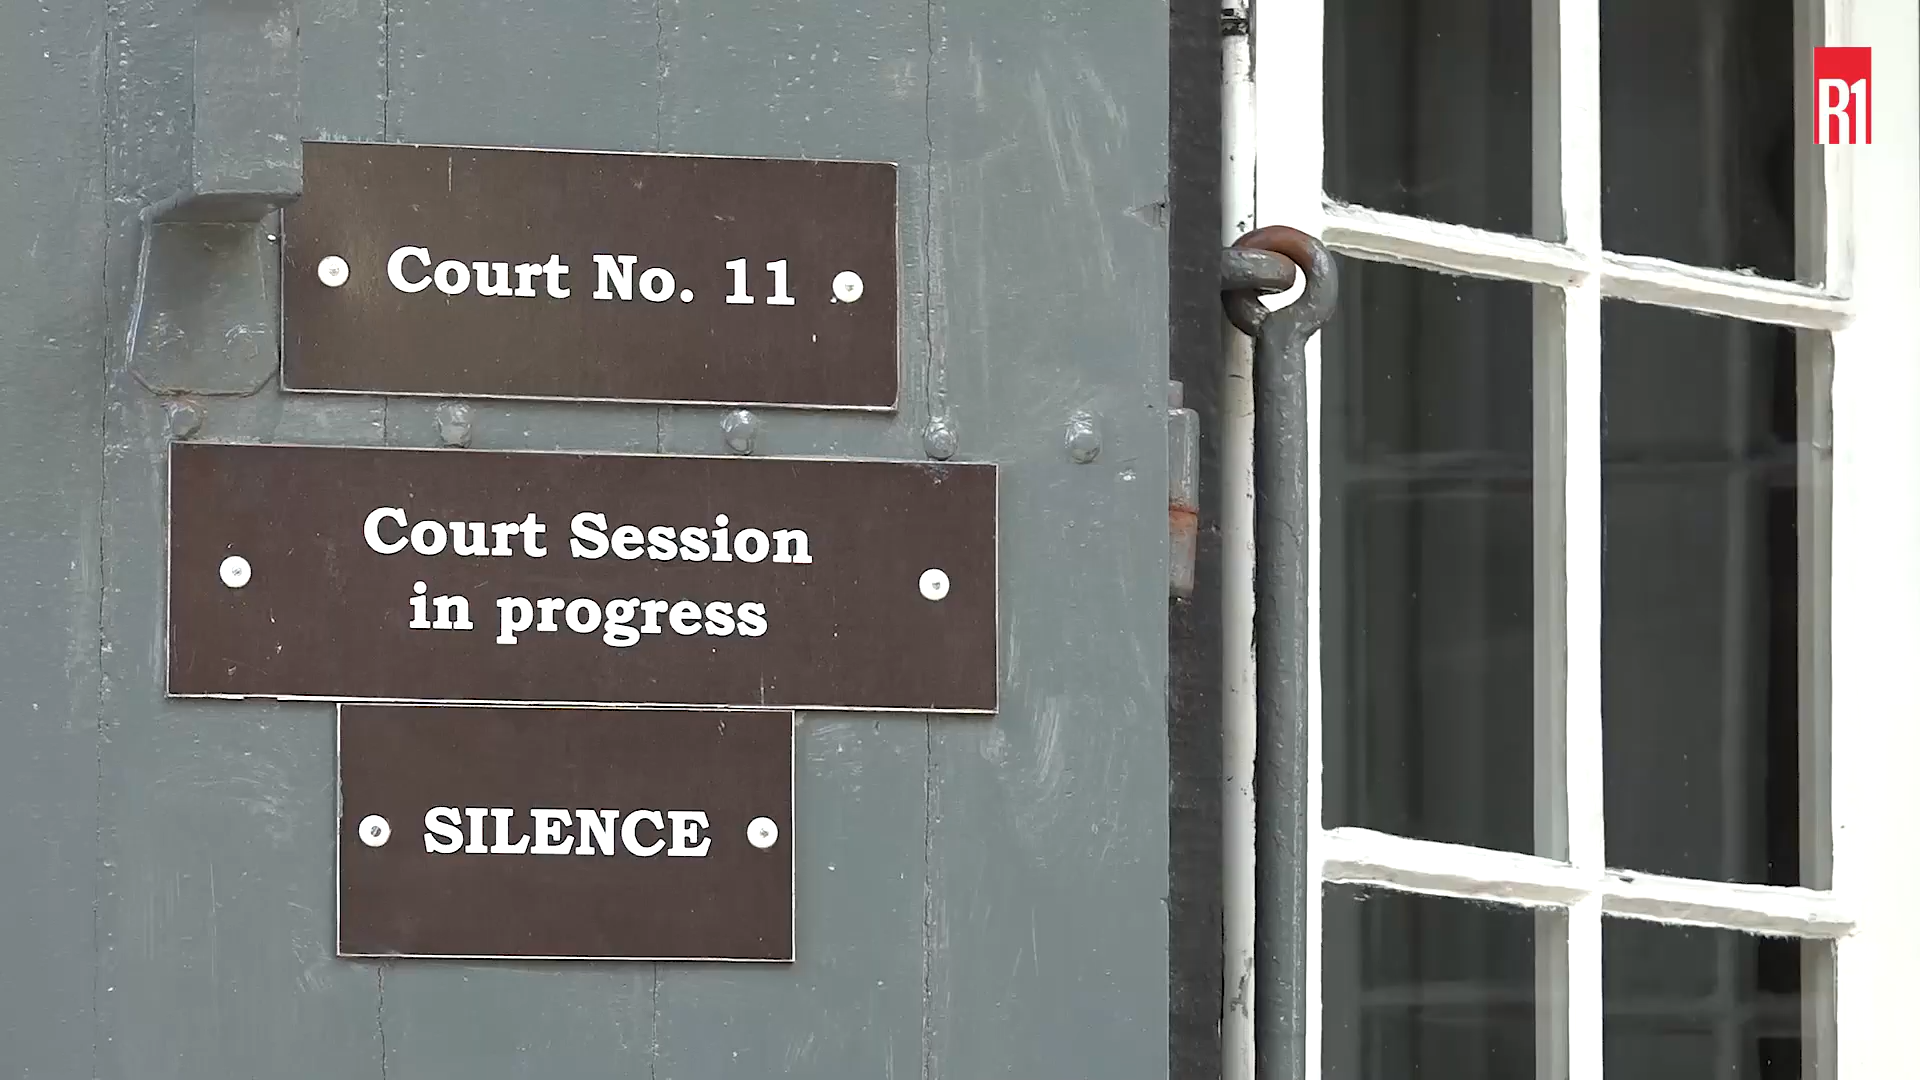 R1
Court No. 11
Court Session
in progress
SILENCE